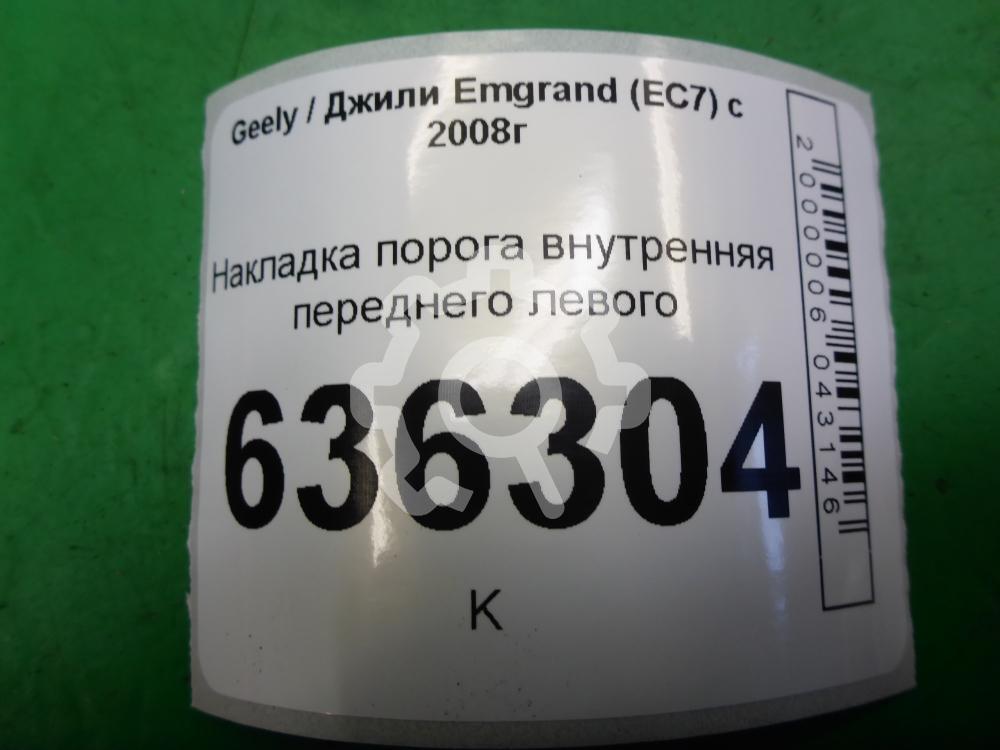 Geely / Джили Emgrand (EC7) с
2008г
Накладка порога внутренняя
переднего левого
636304
К
2000006043146